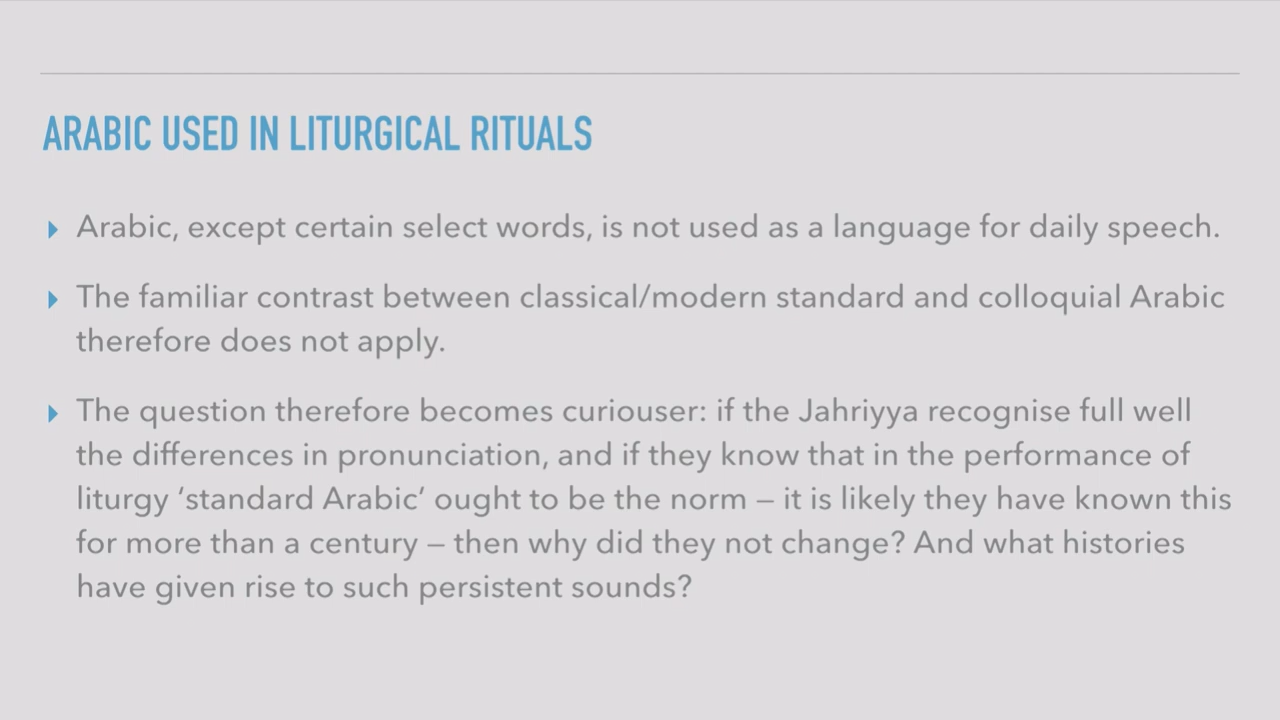 ARABIC USED IN LITURGICAL RITUALS
Arabic, except certain select words, is not used as a language for daily speech.
The familiar contrast between classical/modern standard and colloquial Arabic
therefore does not apply.
The question therefore becomes curiouser: if the Jahriyya recognise full well
the differences in pronunciation, and if they know that in the performance of
liturgy ‘standard Arabic‘ ought to be the norm — it is likely they have known this
for more than a century — then why did they not change? And what histories
have given rise to such persistent sounds?